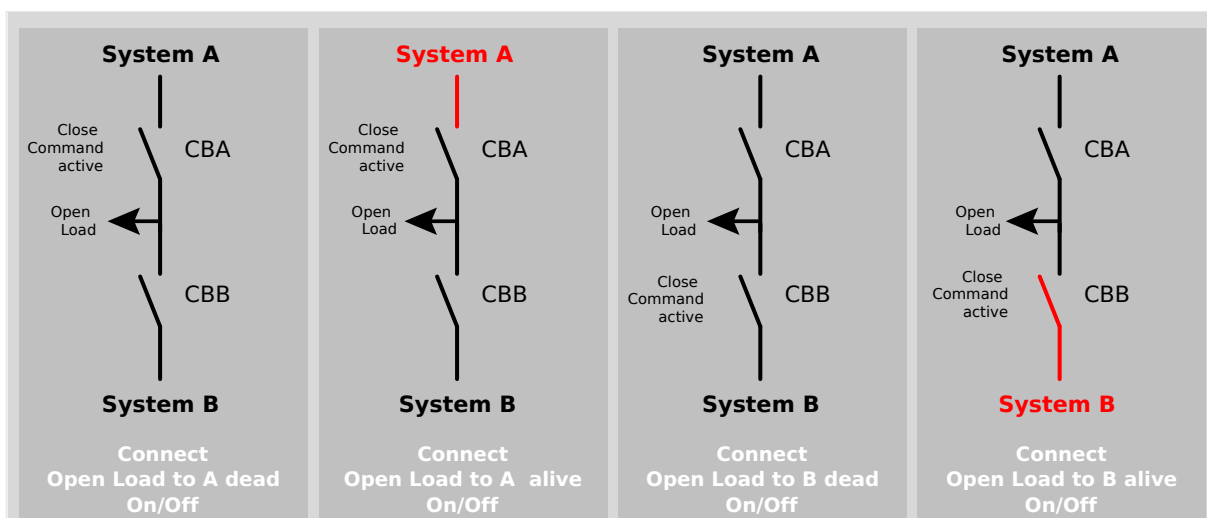 System A
Close
Command
active
CBA
Open
Load
CBB
System B
Connect
Open Load to A dead
On/Off
System A
Close
Command
active
CBA
Open
Load
CBB
System B
Connect
Open Load to A  alive
On/Off
System A
CBA
Open
Load
Close
Command
active
CBB
System B
Connect
Open Load to B dead
On/Off
System A
CBA
Open
Load
Close
Command
active
CBB
System B
Connect
Open Load to B alive
On/Off